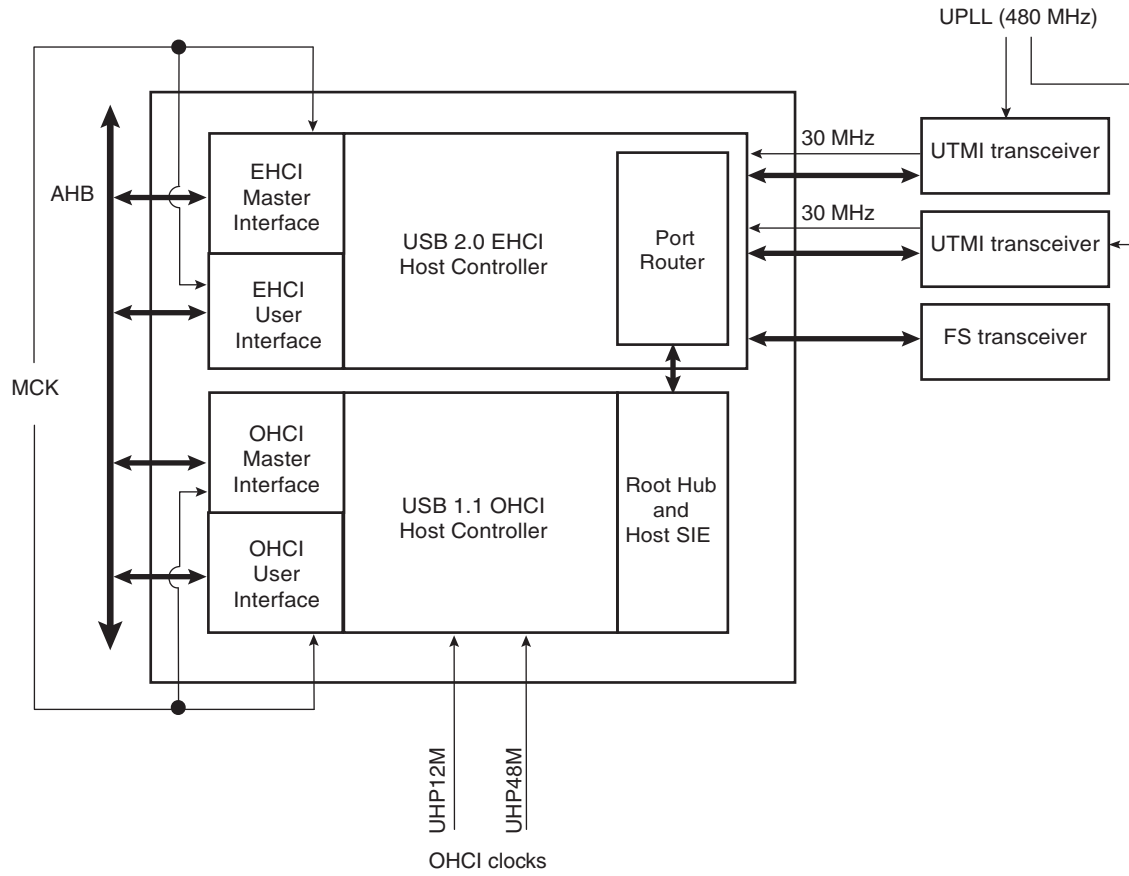 UPLL (480 MHz)
AHB
MCK
EHCI
Master
Interface
EHCI
User
Interface
USB 2.0 EHCI
Host Controller
Port
Router
30 MHz
UTMI transceiver
30 MHz
UTMI transceiver
FS transceiver
OHCI
Master
Interface
OHCI
User
Interface
USB 1.1 OHCI
Host Controller
Root Hub
and
Host SIE
UHP12M
UHP48M
OHCI clocks